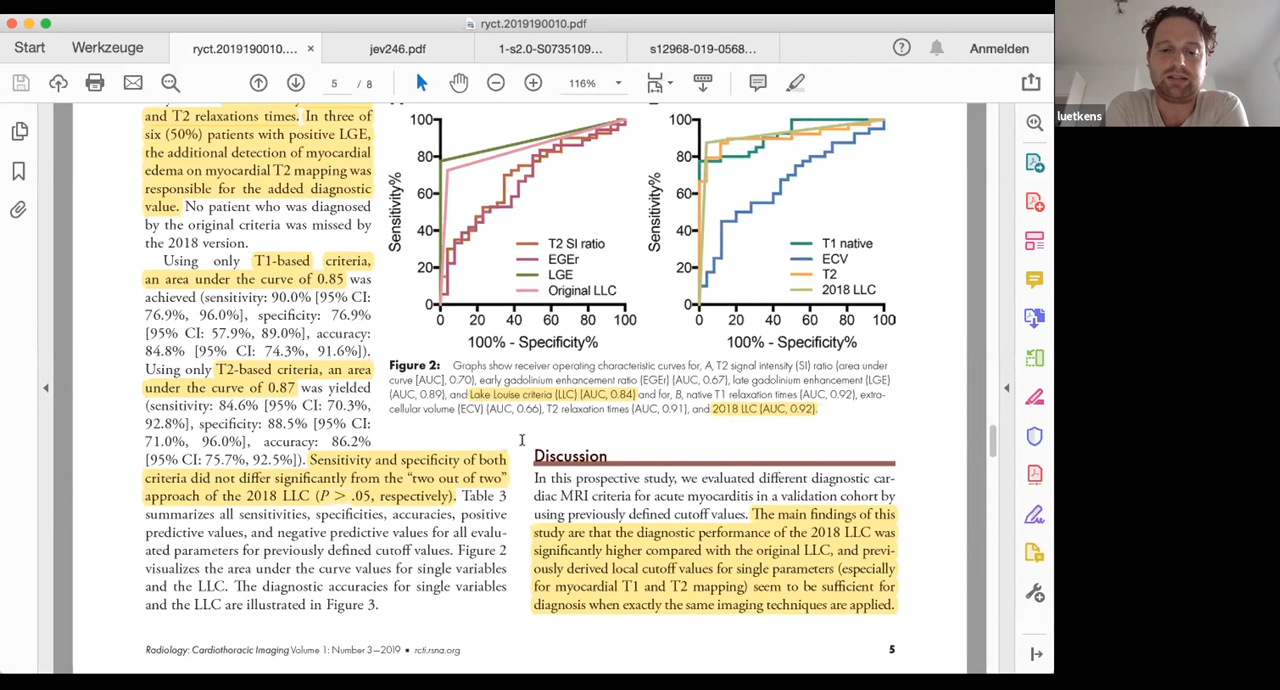 ryct.2019190010.pdf
Start
Werkzeuge
ryct.2019190010.... ×
jev246.pdf
1-s2.0-S0735109...
s12968-019-0568...
Anmelden
5 / 8
116%
luetkens
and T2 relaxations times. In three of
six (50%) patients with positive LGE,
the additional detection of myocardial
edema on myocardial T2 mapping was
responsible for the added diagnostic
value. No patient who was diagnosed
by the original criteria was missed by
the 2018 version.
Using only T1-based criteria,
an area under the curve of 0.85 was
achieved (sensitivity: 90.0% [95% CI:
76.9%, 96.0%], specificity: 76.9%
[95% CI: 57.9%, 89.0%], accuracy:
84.8% [95% CI: 74.3%, 91.6%]).
Using only T2-based criteria, an area
under the curve of 0.87 was yielded
(sensitivity: 84.6% [95% CI: 70.3%,
92.8%], specificity: 88.5% [95% CI:
71.0%, 96.0%], accuracy: 86.2%
[95% CI: 75.7%, 92.5%]). Sensitivity and specificity of both
criteria did not differ significantly from the “two out of two”
approach of the 2018 LLC (P > .05, respectively). Table 3
summarizes all sensitivities, specificities, accuracies, positive
predictive values, and negative predictive values for all evalu-
ated parameters for previously defined cutoff values. Figure 2
visualizes the area under the curve values for single variables
and the LLC. The diagnostic accuracies for single variables
and the LLC are illustrated in Figure 3.
Sensitivity%
100
80
60
40
20
0
0 20 40 60 80 100
100% - Specificity%
T2 SI ratio
EGEr
LGE
Original LLC
Sensitivity%
100
80
60
40
20
0
0 20 40 60 80 100
100% - Specificity%
T1 native
ECV
T2
2018 LLC
Figure 2: Graphs show receiver operating characteristic curves for, A, T2 signal intensity (SI) ratio (area under
curve [AUC], 0.70), early gadolinium enhancement ratio (EGEr) (AUC, 0.67), late gadolinium enhancement (LGE)
(AUC, 0.89), and Lake Louise criteria (LLC) (AUC, 0.84) and for, B, native T1 relaxation times (AUC, 0.92), extra-
cellular volume (ECV) (AUC, 0.66), T2 relaxation times (AUC, 0.91), and 2018 LLC (AUC, 0.92).
Discussion
In this prospective study, we evaluated different diagnostic car-
diac MRI criteria for acute myocarditis in a validation cohort by
using previously defined cutoff values. The main findings of this
study are that the diagnostic performance of the 2018 LLC was
significantly higher compared with the original LLC, and previ-
ously derived local cutoff values for single parameters (especially
for myocardial T1 and T2 mapping) seem to be sufficient for
diagnosis when exactly the same imaging techniques are applied.
Radiology: Cardiothoracic Imaging Volume 1: Number 3—2019 • rcti.rsna.org
5